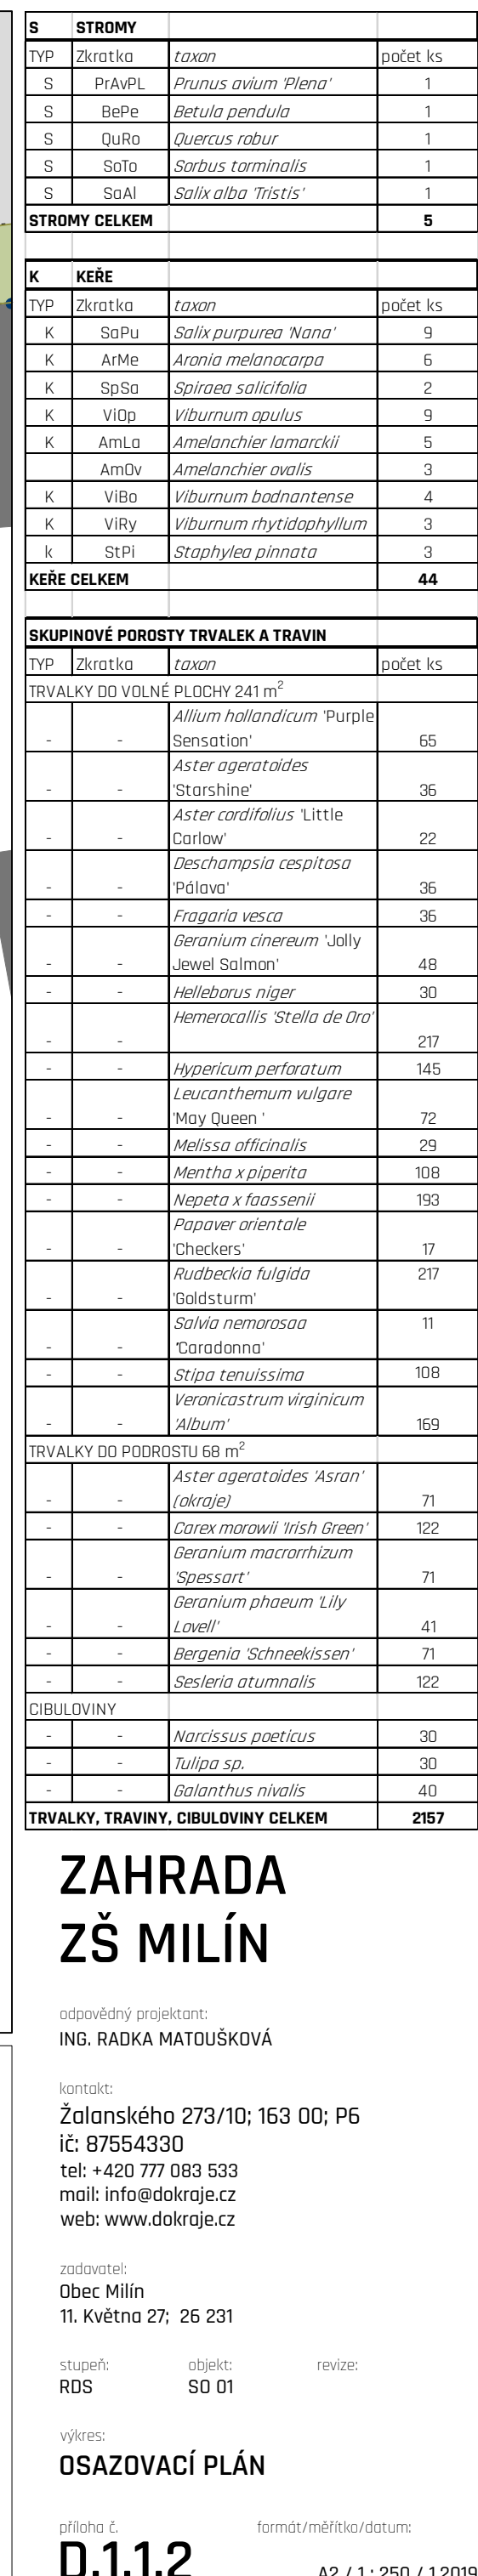 S STROMY
TYP Zkratka taxon počet ks
S PrAvPL Prunus avium 'Plena' 1
S BePe Betula pendula 1
S QuRo Quercus robur 1
S SoTo Sorbus torminalis 1
S SaAl Salix alba 'Tristis' 1
STROMY CELKEM 5
K KEŘE
TYP Zkratka taxon počet ks
K SaPu Salix purpurea 'Nana' 9
K ArMe Aronia melanocarpa 6
K SpSa Spiraea salicifolia 2
K ViOp Viburnum opulus 9
K AmLa Amelanchier lamarckii 5
AmOv Amelanchier ovalis 3
K ViBo Viburnum bodnantense 4
K ViRy Viburnum rhytidophyllum 3
k StPi Staphylea pinnata 3
KEŘE CELKEM 44
SKUPINOVÉ POROSTY TRVALEK A TRAVIN
TYP Zkratka taxon počet ks
TRVALKY DO VOLNÉ PLOCHY 241 m²
Allium hollandicum 'Purple
- - Sensation' 65
Aster ageratoides
- - 'Starshine' 36
Aster cordifolius 'Little
- - Carlow' 22
Deschampsia cespitosa
- - 'Pálava' 36
- - Fragaria vesca 36
Geranium cinereum 'Jolly
- - Jewel Salmon' 48
- - Helleborus niger 30
Hemerocallis 'Stella de Oro'
- - 217
- - Hypericum perforatum 145
Leucanthemum vulgare
- - 'May Queen ' 72
- - Melissa officinalis 29
- - Mentha x piperita 108
- - Nepeta x faassenii 193
Papaver orientale
- - 'Checkers' 17
Rudbeckia fulgida 217
- - 'Goldsturm'
Salvia nemorosaa 11
- - 'Caradonna'
- - Stipa tenuissima 108
Veronicastrum virginicum
- - 'Album' 169
TRVALKY DO PODROSTU 68 m²
Aster ageratoides 'Asran'
- - (okraje) 71
- - Carex morowii 'Irish Green' 122
Geranium macrorrhizum
- - 'Spessart' 71
Geranium phaeum 'Lily
- - Lovell' 41
- - Bergenia 'Schneekissen' 71
- - Sesleria atumnalis 122
CIBULOVINY
- - Narcissus poeticus 30
- - Tulipa sp. 30
- - Galanthus nivalis 40
TRVALKY, TRAVINY, CIBULOVINY CELKEM 2157
ZAHRADA
ZŠ MILÍN
odpovědný projektant:
ING. RADKA MATOUŠKOVÁ
kontakt:
Žalanského 273/10; 163 00; P6
ič: 87554330
tel: +420 777 083 533
mail: info@dokraje.cz
web: www.dokraje.cz
zadavatel:
Obec Milín
11. Května 27; 26 231
stupeň: objekt: revize:
RDS SO 01
výkres:
OSAZOVACÍ PLÁN
příloha č. formát/měřítko/datum:
D.1.1.2 A2 / 1 : 250 / 1.2019